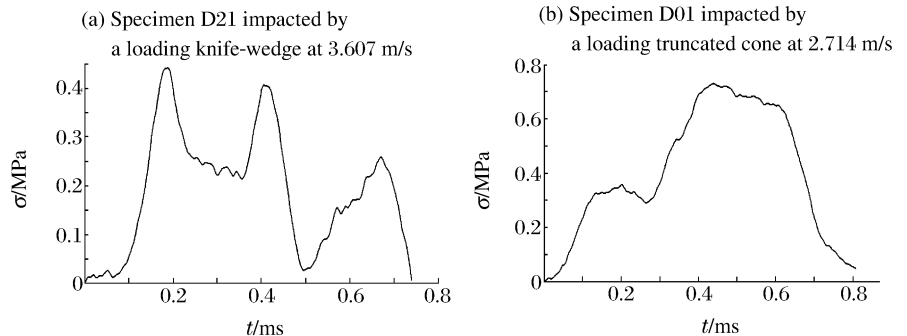 (a) Specimen D21 impacted by
a loading knife-wedge at 3.607 m/s
0.4
0.3
0.2
0.1
0
σ/MPa
0.2 0.4 0.6 0.8
t/ms
(b) Specimen D01 impacted by
a loading truncated cone at 2.714 m/s
0.8
0.6
0.4
0.2
0
σ/MPa
0.2 0.4 0.6 0.8
t/ms